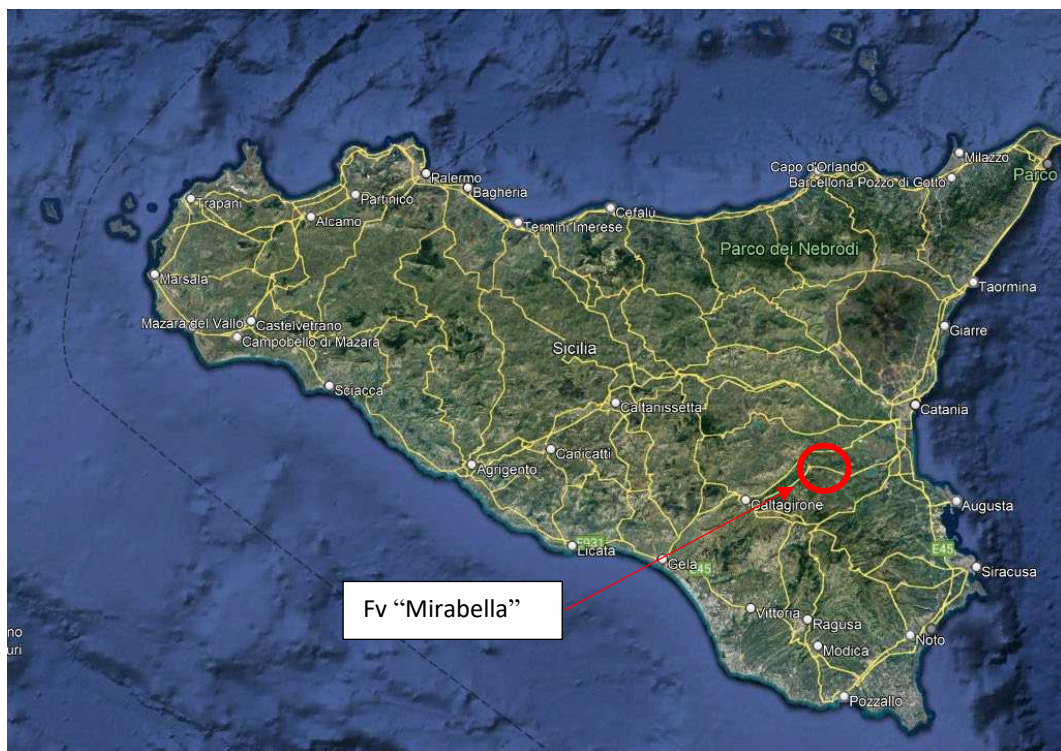 Milazzo
Capo d'Orlando
Palermo
Parco
Barcellona Pozzo di Gotto
Bagheria
Trapani
Partinico
Cefalù
Alcamo
Termini Imerese
Parco dei Nebrodi
Marsala
Taormina
Mazara del Vallo
Castelvetrano
Giarre
Campobello di Mazara
Sicilia
Sciacca
Caltanissetta
Catania
Canicattì
Agrigento
Caltagirone
Augusta
E931
Licata
E45
Gela
E45
Siracusa
Fv “Mirabella”
Vittoria
Ragusa
no
Noto
uri
Modica
Pozzallo